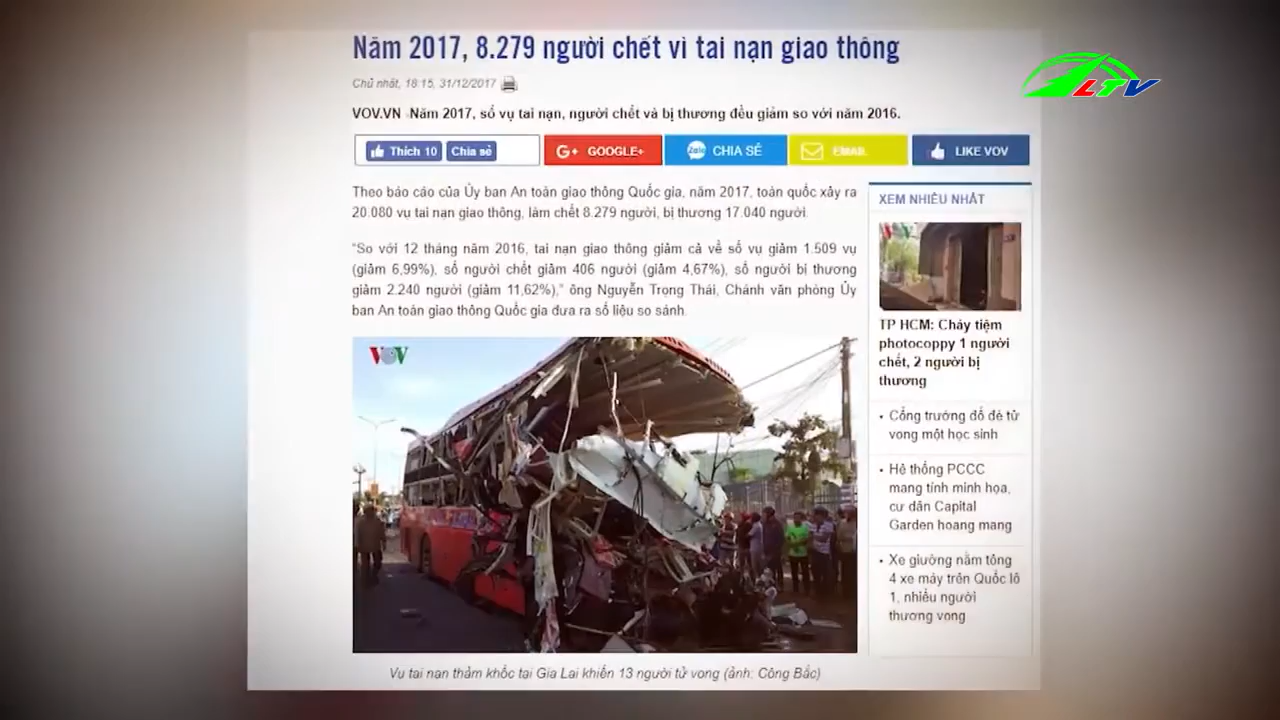 Năm 2017, 8.279 người chết vì tai nạn giao thông
LTV
Chủ nhật, 18:15, 31/12/2017
VOV.VN -Năm 2017, số vụ tai nạn, người chết và bị thương đều giảm so với năm 2016.
Thích 10 Chia sẻ G+ GOOGLE+ Zalo CHIA SẺ EMAIL LIKE VOV
Theo báo cáo của Ủy ban An toàn giao thông Quốc gia, năm 2017, toàn quốc xảy ra
20.080 vụ tai nạn giao thông, làm chết 8.279 người, bị thương 17.040 người.
"So với 12 tháng năm 2016, tai nạn giao thông giảm cả về số vụ giảm 1.509 vụ
(giảm 6,99%), số người chết giảm 406 người (giảm 4,67%), số người bị thương
giảm 2.240 người (giảm 11,62%)," ông Nguyễn Trọng Thái, Chánh văn phòng Ủy
ban An toàn giao thông Quốc gia đưa ra số liệu so sánh.
VOV
Vụ tai nạn thảm khốc tại Gia Lai khiến 13 người tử vong (ảnh: Công Bắc)
XEM NHIỀU NHẤT
TP HCM: Cháy tiệm
photocoppy 1 người
chết, 2 người bị
thương
• Cổng trường đổ đè tử
vong một học sinh
• Hệ thống PCCC
mang tính minh họa,
cư dân Capital
Garden hoang mang
• Xe giường nằm tông
4 xe máy trên Quốc lộ
1, nhiều người
thương vong